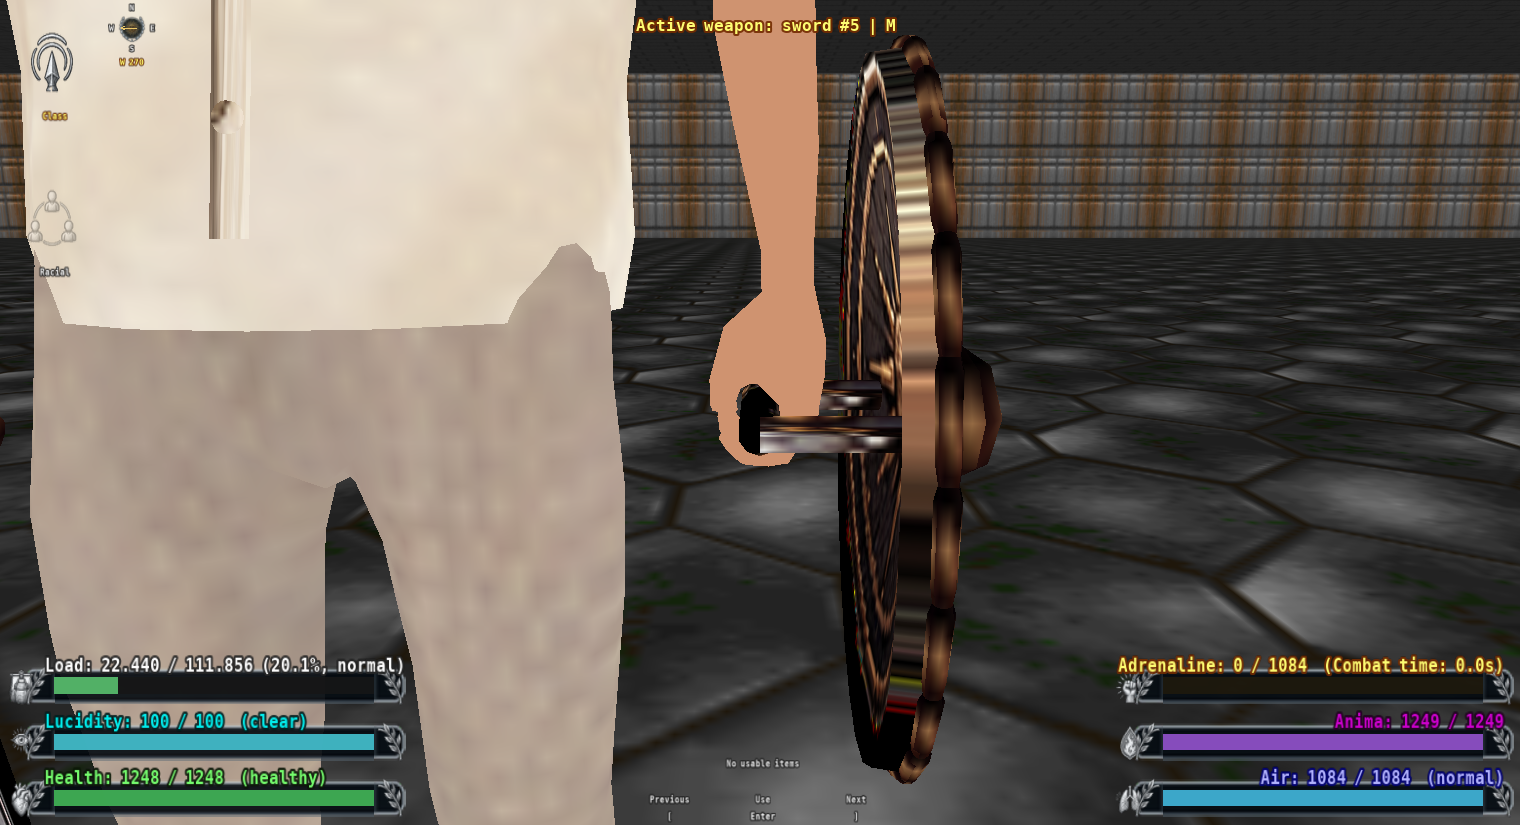 Active weapon: sword #5 | M
N
W E
S
W 270
Class
Racial
Load: 22.440 / 111.856 (20.1%, normal)
Lucidity: 100 / 100 (clear)
Health: 1248 / 1248 (healthy)
Adrenaline: 0 / 1084 (Combat time: 0.0s)
Anima: 1249 / 1249
Air: 1084 / 1084 (normal)
No usable items
Previous Use Next
[ Enter ]